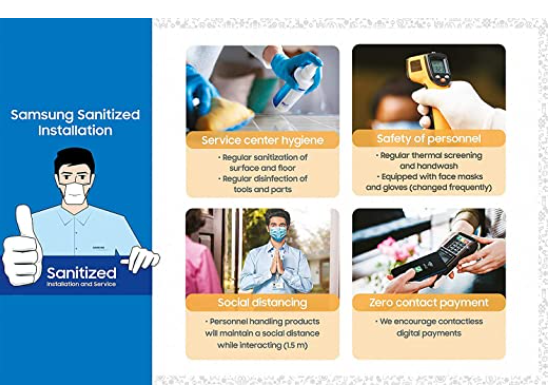 Samsung Sanitized
Installation
Sanitized
Installation and Service
Service center hygiene
• Regular sanitization of
surface and floor
• Regular disinfection of
tools and parts
Safety of personnel
• Regular thermal screening
and handwash
• Equipped with face masks
and gloves (changed frequently)
Social distancing
• Personnel handling products
will maintain a social distance
while interacting (1.5 m)
Zero contact payment
• We encourage contactless
digital payments